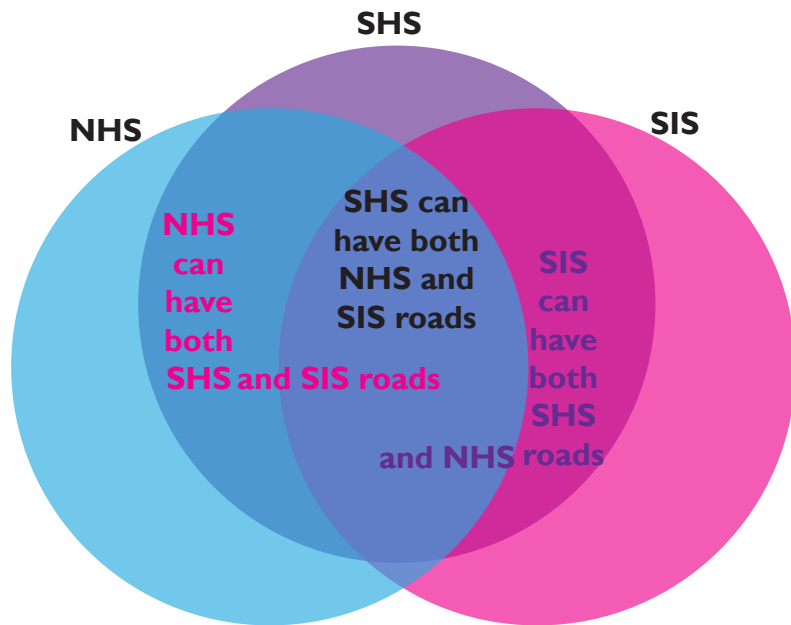 SHS
NHS
SIS
SHS can
have both
NHS and
SIS roads
NHS
can
have
both
SHS and SIS roads
SIS
can
have
both
SHS
and NHS roads